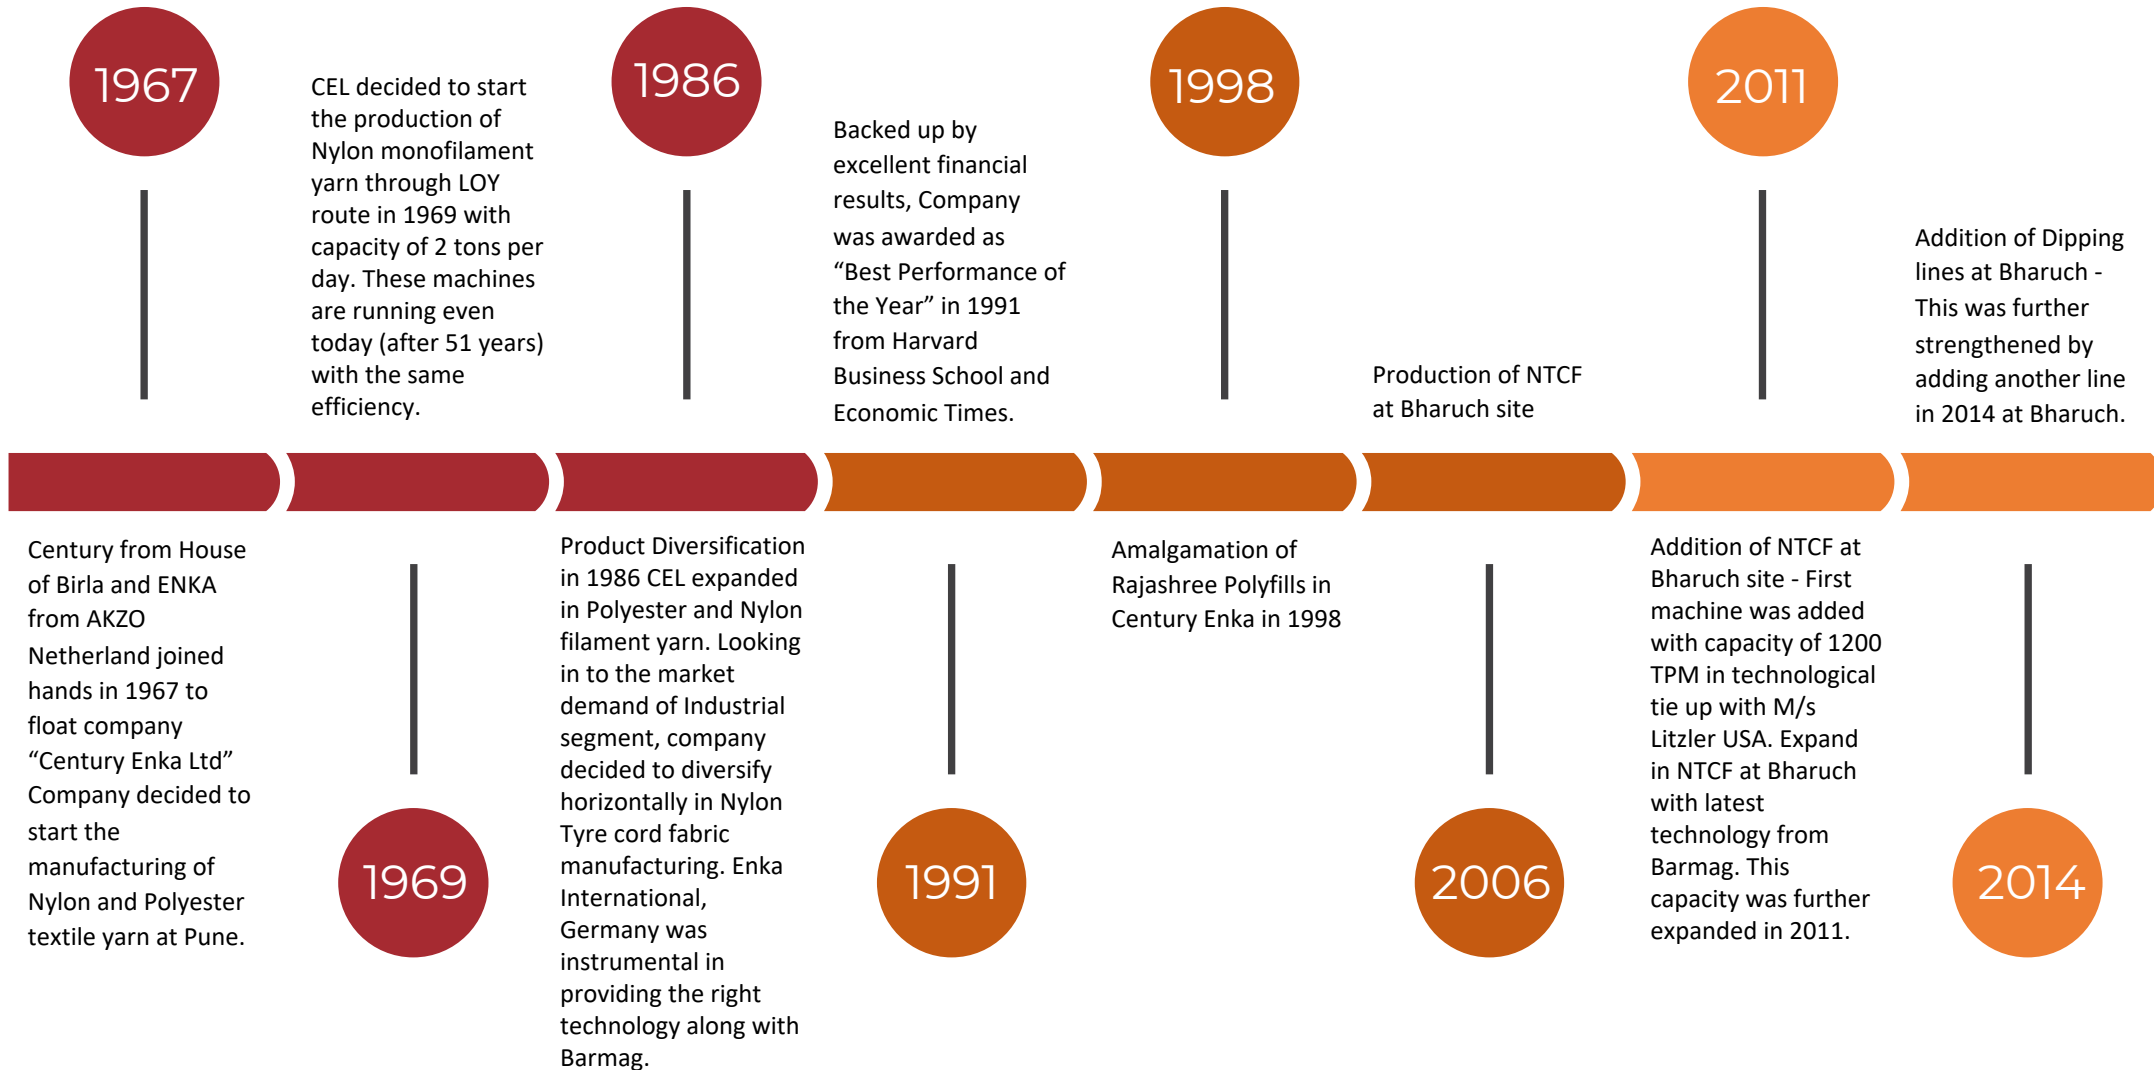 1967
Century from House
of Birla and ENKA
from AKZO
Netherland joined
hands in 1967 to
float company
“Century Enka Ltd”
Company decided to
start the
manufacturing of
Nylon and Polyester
textile yarn at Pune.
CEL decided to start
the production of
Nylon monofilament
yarn through LOY
route in 1969 with
capacity of 2 tons per
day. These machines
are running even
today (after 51 years)
with the same
efficiency.
1969
1986
Product Diversification
in 1986 CEL expanded
in Polyester and Nylon
filament yarn. Looking
in to the market
demand of Industrial
segment, company
decided to diversify
horizontally in Nylon
Tyre cord fabric
manufacturing. Enka
International,
Germany was
instrumental in
providing the right
technology along with
Barmag.
Backed up by
excellent financial
results, Company
was awarded as
“Best Performance of
the Year” in 1991
from Harvard
Business School and
Economic Times.
1991
1998
Amalgamation of
Rajashree Polyfills in
Century Enka in 1998
Production of NTCF
at Bharuch site
2006
2011
Addition of NTCF at
Bharuch site - First
machine was added
with capacity of 1200
TPM in technological
tie up with M/s
Litzler USA. Expand
in NTCF at Bharuch
with latest
technology from
Barmag. This
capacity was further
expanded in 2011.
Addition of Dipping
lines at Bharuch -
This was further
strengthened by
adding another line
in 2014 at Bharuch.
2014